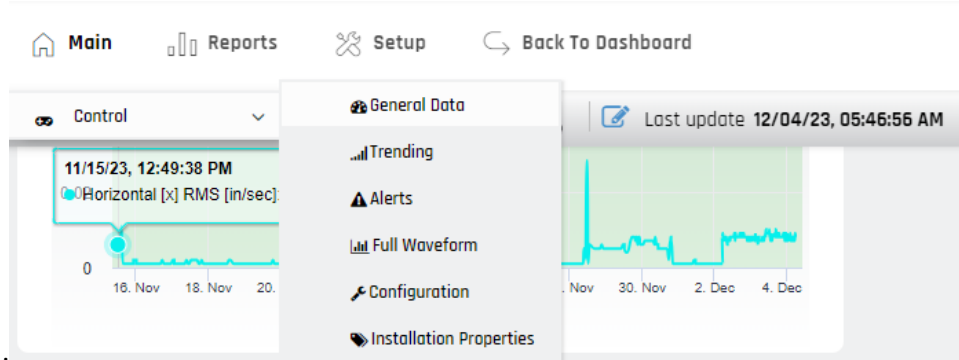 Main Reports Setup Back To Dashboard
Control General Data Last update 12/04/23, 05:46:56 AM
Trending
11/15/23, 12:49:38 PM
Horizontal [x] RMS [in/sec]:
Alerts
Full Waveform
0
16. Nov 18. Nov 20. Nov 30. Nov 2. Dec 4. Dec
Configuration
Installation Properties